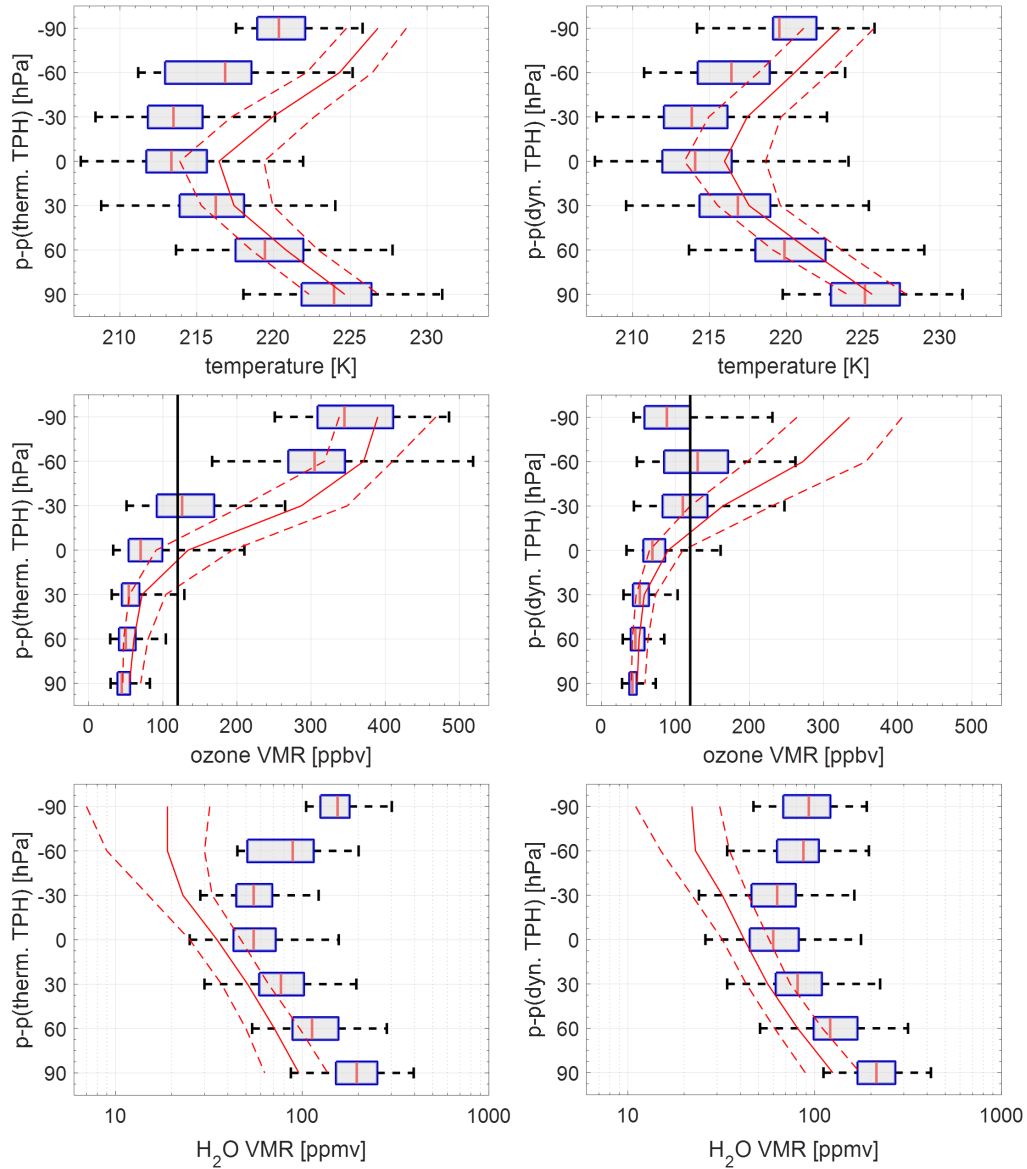 -90
-60
-30
0
30
60
90
p-p(therm. TPH) [hPa]
210 215 220 225 230
temperature [K]
-90
-60
-30
0
30
60
90
p-p(dyn. TPH) [hPa]
210 215 220 225 230
temperature [K]
-90
-60
-30
0
30
60
90
p-p(therm. TPH) [hPa]
0 100 200 300 400 500
ozone VMR [ppbv]
-90
-60
-30
0
30
60
90
p-p(dyn. TPH) [hPa]
0 100 200 300 400 500
ozone VMR [ppbv]
-90
-60
-30
0
30
60
90
p-p(therm. TPH) [hPa]
10 100 1000
H₂O VMR [ppmv]
-90
-60
-30
0
30
60
90
p-p(dyn. TPH) [hPa]
10 100 1000
H₂O VMR [ppmv]